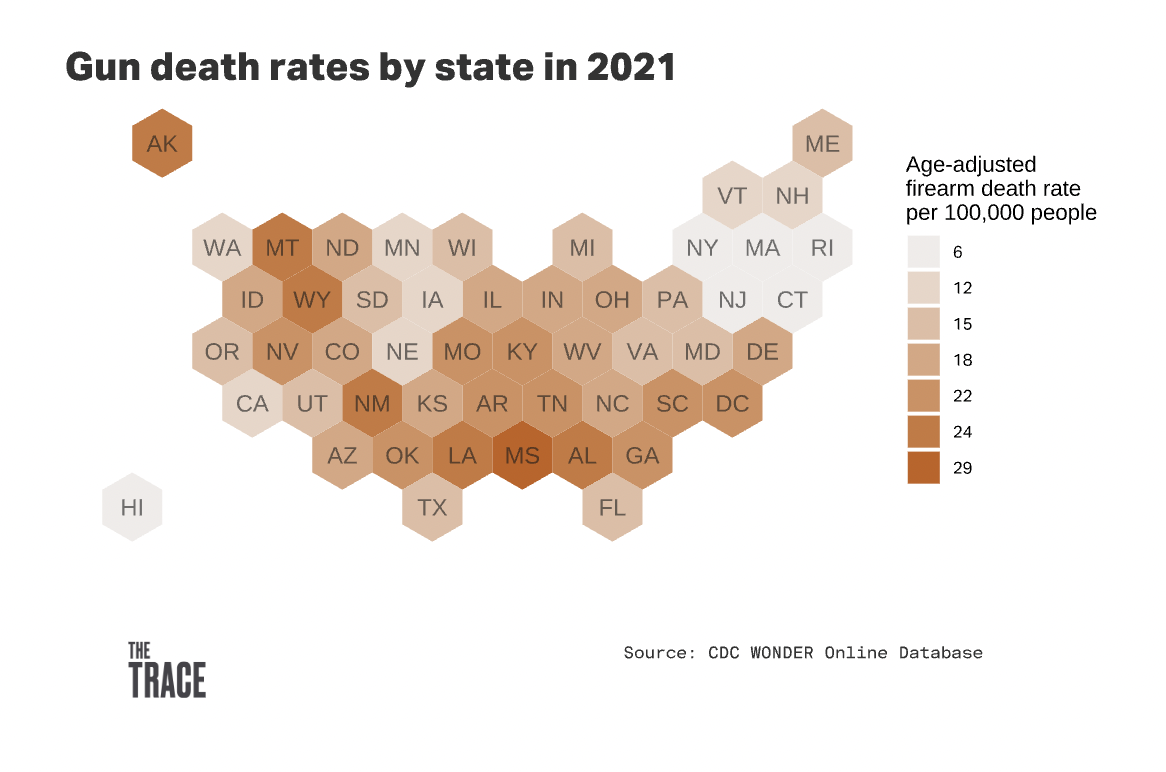 Gun death rates by state in 2021
AK
ME
VT NH
WA MT ND MN WI MI NY MA RI
ID WY SD IA IL IN OH PA NJ CT
OR NV CO NE MO KY WV VA MD DE
CA UT NM KS AR TN NC SC DC
AZ OK LA MS AL GA
HI TX FL
Age-adjusted
firearm death rate
per 100,000 people
6
12
15
18
22
24
29
THE
TRACE
Source: CDC WONDER Online Database